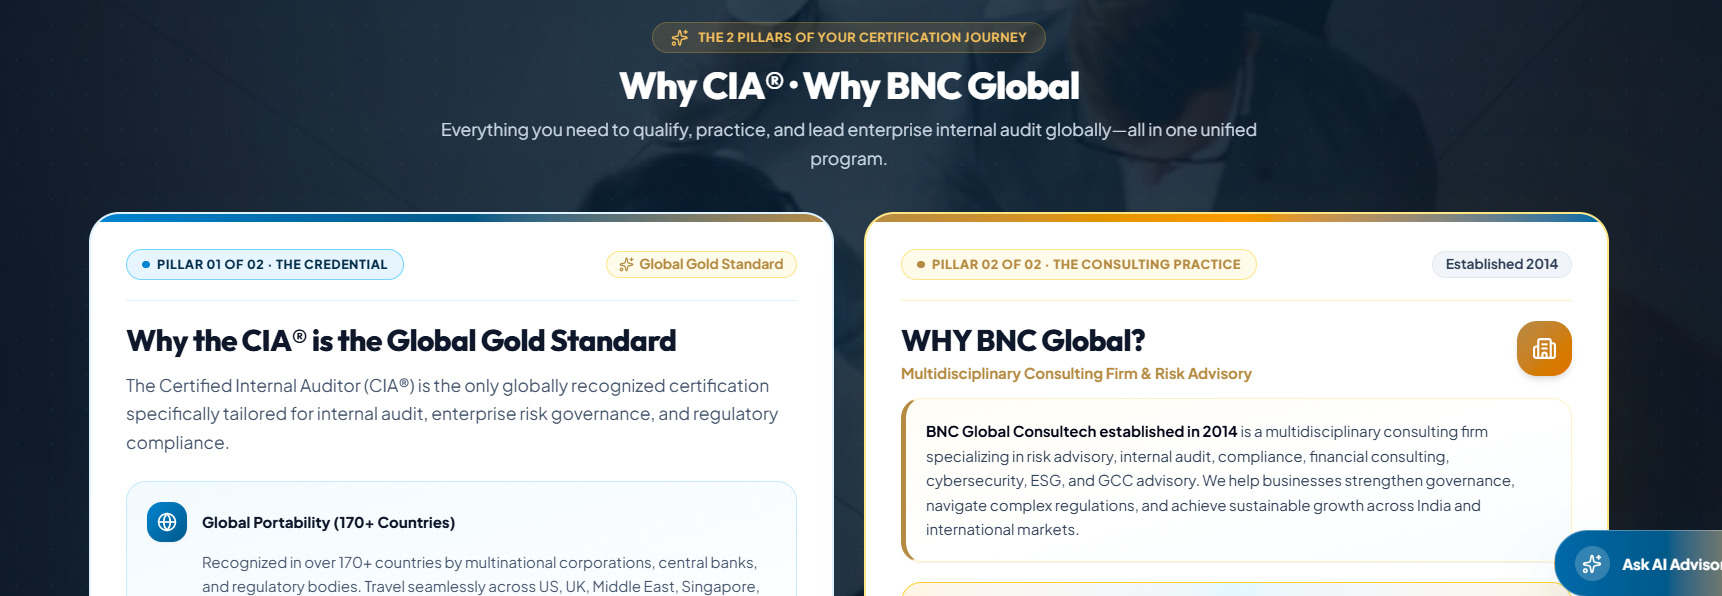 THE 2 PILLARS OF YOUR CERTIFICATION JOURNEY
Why CIA® · Why BNC Global
Everything you need to qualify, practice, and lead enterprise internal audit globally—all in one unified
program.
PILLAR 01 OF 02 · THE CREDENTIAL
Global Gold Standard
Why the CIA® is the Global Gold Standard
The Certified Internal Auditor (CIA®) is the only globally recognized certification
specifically tailored for internal audit, enterprise risk governance, and regulatory
compliance.
Global Portability (170+ Countries)
Recognized in over 170+ countries by multinational corporations, central banks,
and regulatory bodies. Travel seamlessly across US, UK, Middle East, Singapore,
PILLAR 02 OF 02 · THE CONSULTING PRACTICE
Established 2014
WHY BNC Global?
Multidisciplinary Consulting Firm & Risk Advisory
BNC Global Consultech established in 2014 is a multidisciplinary consulting firm
specializing in risk advisory, internal audit, compliance, financial consulting,
cybersecurity, ESG, and GCC advisory. We help businesses strengthen governance,
navigate complex regulations, and achieve sustainable growth across India and
international markets.
Ask AI Advisor